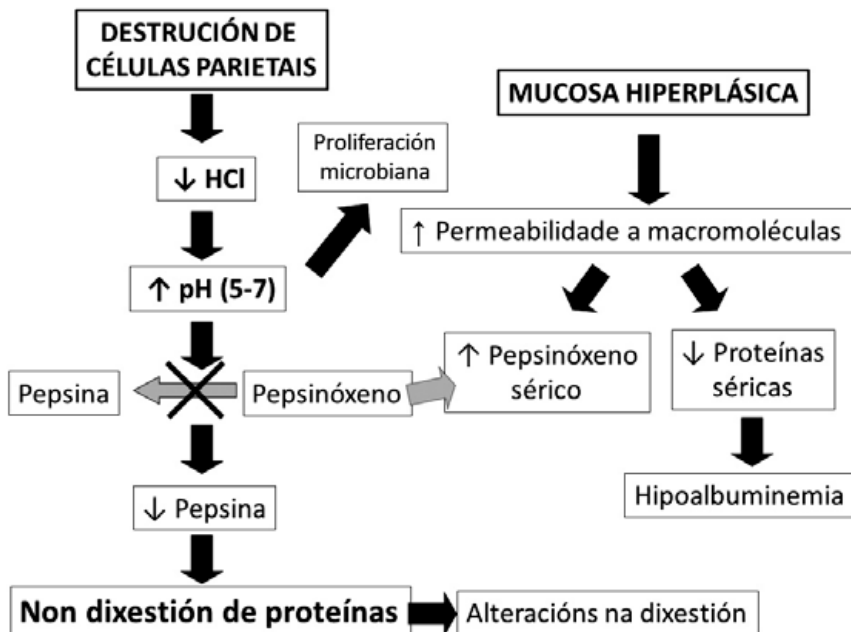 DESTRUCIÓN DE
CÉLULAS PARIETAIS
↓ HCl
↑ pH (5-7)
Proliferación
microbiana
Pepsina
Pepsinóxeno
↓ Pepsina
Non dixestión de proteínas
Alteracións na dixestión
MUCOSA HIPERPLÁSICA
↑ Permeabilidade a macromoléculas
↑ Pepsinóxeno
sérico
↓ Proteínas
séricas
Hipoalbuminemia